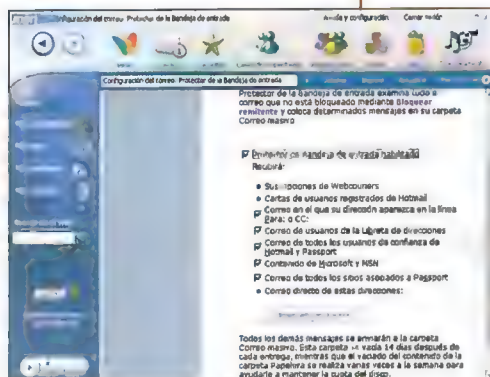 Configuración del correo: Protector de la Bandeja de entrada
Ayuda y configuración Cerrar sesión
Configuración del correo: Protector de la Bandeja de entrada
Protector de la Bandeja de entrada examina todo e
correo que no está bloqueado mediante Bloquear
remitente y coloca determinados mensajes en su carpeta
Correo masivo
Protector de Bandeja de entrada habilitado
Recibirá:
Suscripciones de Webcouriers
Cartas de usuarios registrados de Hotmail
Correo en el que su dirección aparezca en la línea
Para: o CC:
Correo de usuarios de la Libreta de direcciones
Correo de todos los usuarios de confianza de
Hotmail y Passport
Contenido de Microsoft y MSN
Correo de todos los sitios asociados a Passport
Correo directo de estas direcciones:
Todos los demás mensajes se enviarán a la carpeta
Correo masivo. Esta carpeta se vacía 14 días después de
cada entrega, mientras que el vaciado del contenido de la
carpeta Papelera se realiza varias veces a la semana para
ayudarle a mantener la cuota del disco.